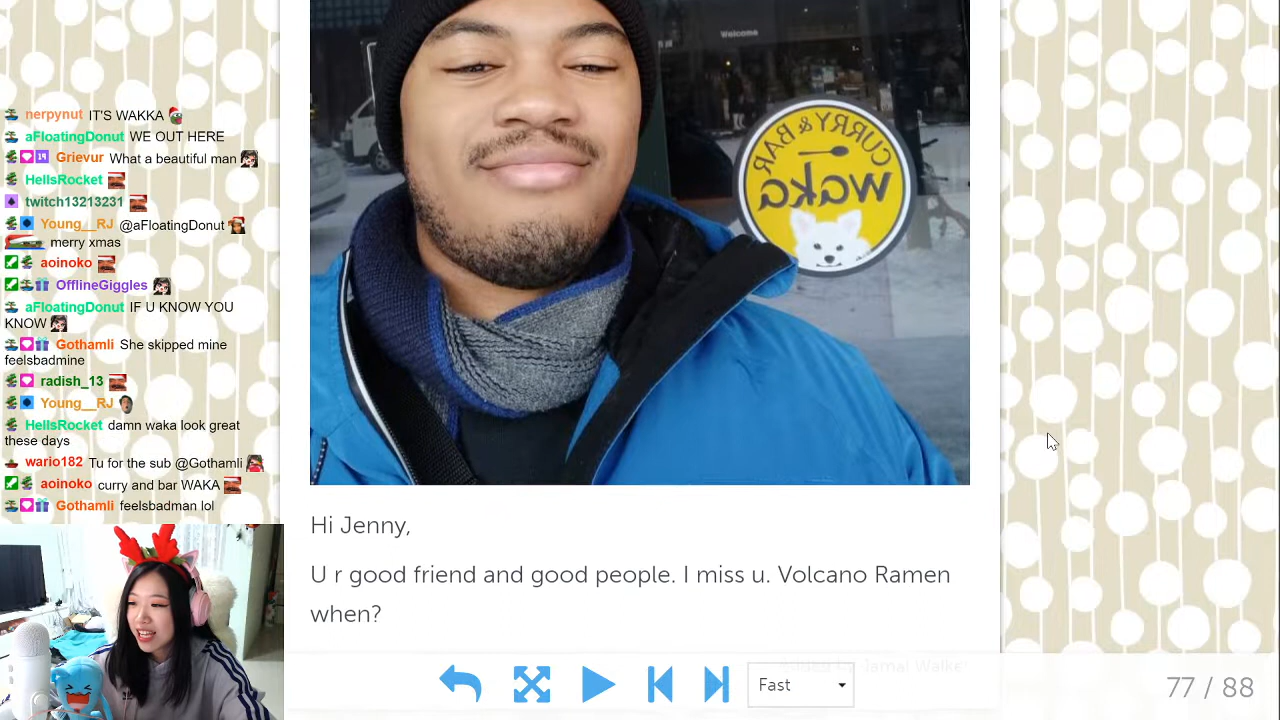 Welcome
CURRY & BAR
waka
nerpynut IT'S WAKKA
aFloatingDonut WE OUT HERE
14 Grievur What a beautiful man
HellsRocket
twitch13213231
Young__RJ @aFloatingDonut
merry xmas
aoinoko
OfflineGiggles
aFloatingDonut IF U KNOW YOU
KNOW
Gothamli She skipped mine
feelsbadmine
radish_13
Young__RJ
HellsRocket damn waka look great
these days
wario182 Tu for the sub @Gothamli
aoinoko curry and bar WAKA
Gothamli feelsbadman lol
Hi Jenny,
U r good friend and good people. I miss u. Volcano Ramen
when?
Fast
77 / 88